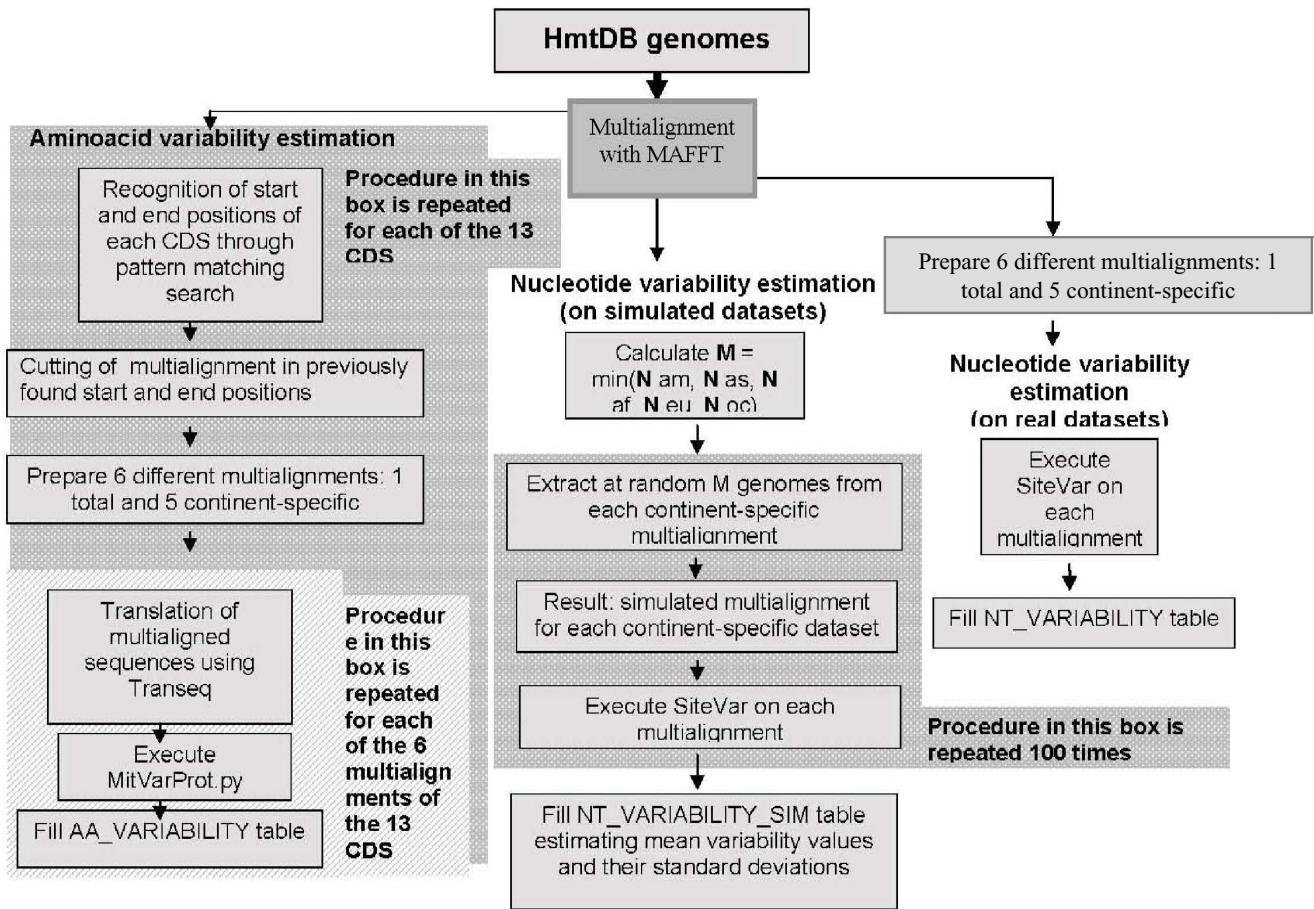 HmtDB genomes
Multialignment
with MAFFT
Aminoacid variability estimation
Recognition of start
and end positions of
each CDS through
pattern matching
search
Procedure in this
box is repeated
for each of the 13
CDS
Cutting of multialignment in previously
found start and end positions
Prepare 6 different multialignments: 1
total and 5 continent-specific
Translation of
multialigned
sequences using
Transeq
Execute
MitVarProt.py
Fill AA_VARIABILITY table
Procedur
e in this
box is
repeated
for each
of the 6
multialign
ments of
the 13
CDS
Nucleotide variability estimation
(on simulated datasets)
Calculate M =
min(N am, N as, N
af, N eu, N oc)
Extract at random M genomes from
each continent-specific
multialignment
Result: simulated multialignment
for each continent-specific dataset
Execute SiteVar on each
multialignment
Procedure in this box is
repeated 100 times
Fill NT_VARIABILITY_SIM table
estimating mean variability values
and their standard deviations
Prepare 6 different multialignments: 1
total and 5 continent-specific
Nucleotide variability
estimation
(on real datasets)
Execute
SiteVar on
each
multialignment
Fill NT_VARIABILITY table